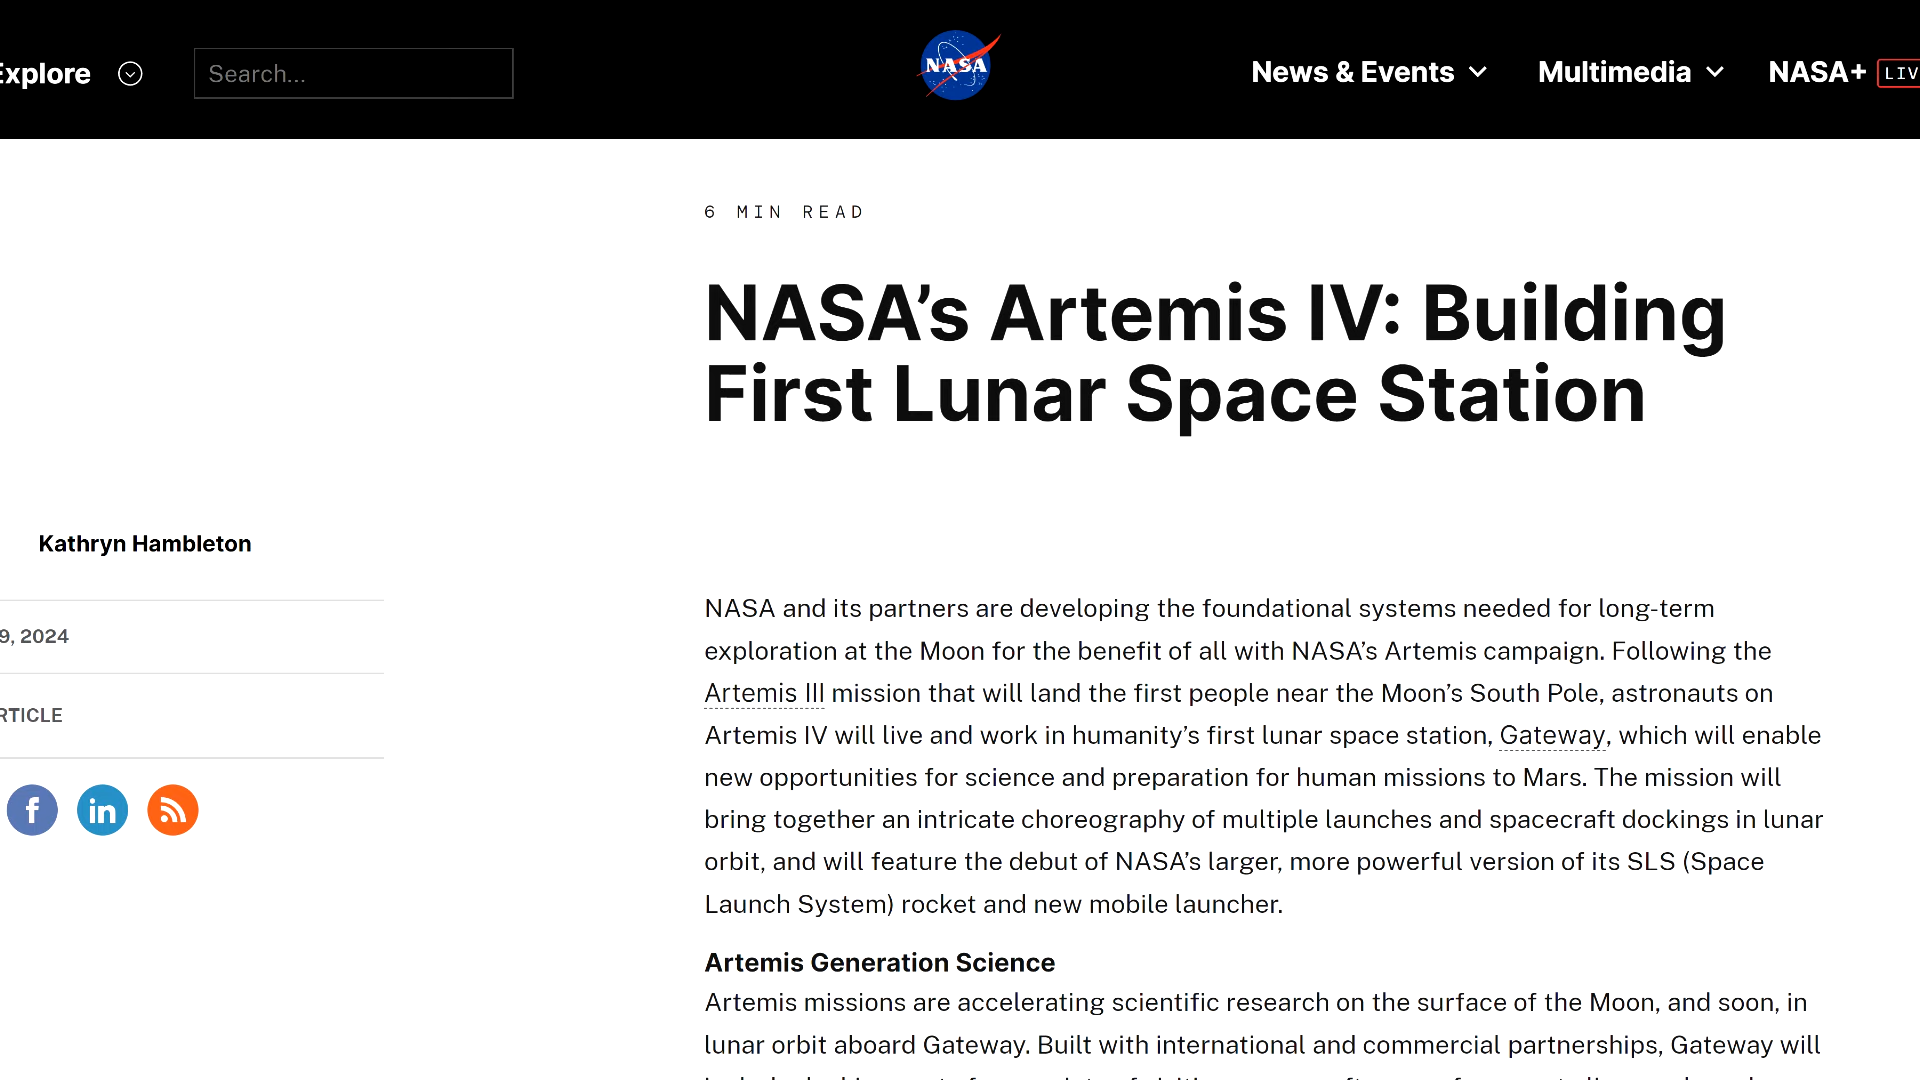 Explore
Search...
NASA
News & Events
Multimedia
NASA+
LIV
6 MIN READ
NASA’s Artemis IV: Building
First Lunar Space Station
Kathryn Hambleton
9, 2024
RTICLE
f
in
NASA and its partners are developing the foundational systems needed for long-term
exploration at the Moon for the benefit of all with NASA’s Artemis campaign. Following the
Artemis III mission that will land the first people near the Moon’s South Pole, astronauts on
Artemis IV will live and work in humanity’s first lunar space station, Gateway, which will enable
new opportunities for science and preparation for human missions to Mars. The mission will
bring together an intricate choreography of multiple launches and spacecraft dockings in lunar
orbit, and will feature the debut of NASA’s larger, more powerful version of its SLS (Space
Launch System) rocket and new mobile launcher.
Artemis Generation Science
Artemis missions are accelerating scientific research on the surface of the Moon, and soon, in
lunar orbit aboard Gateway. Built with international and commercial partnerships, Gateway will